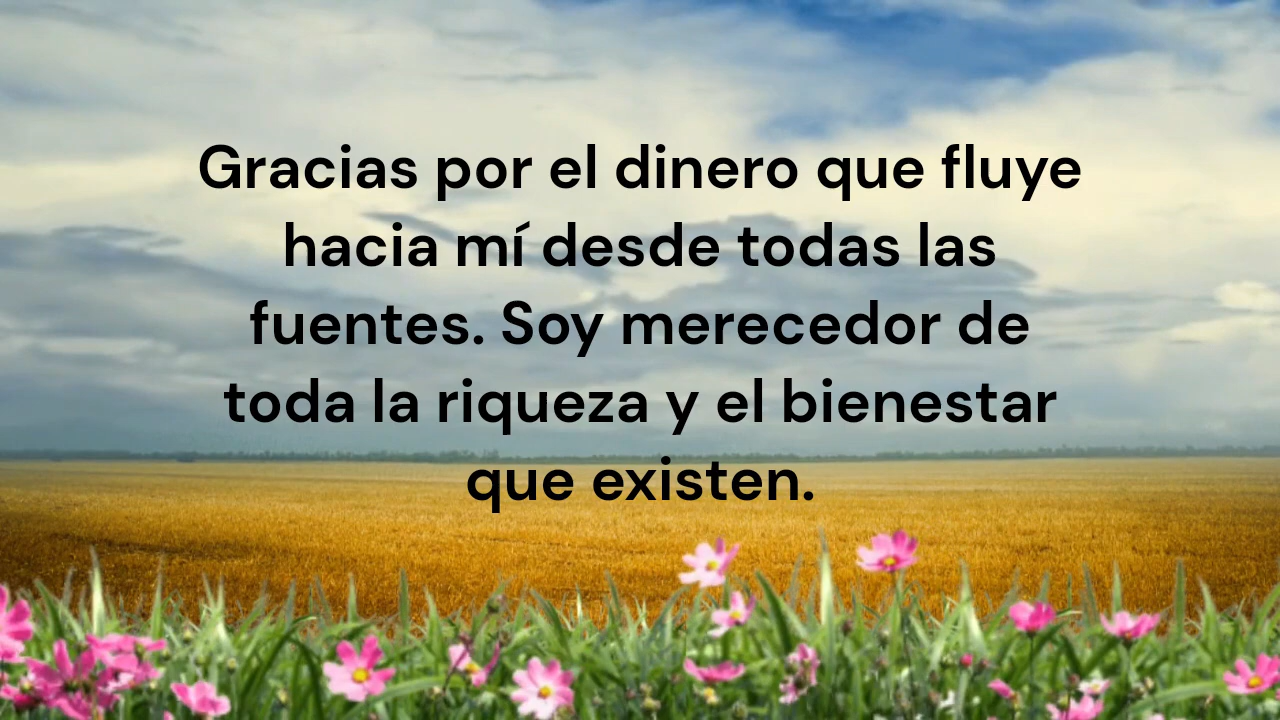 Gracias por el dinero que fluye
hacia mí desde todas las
fuentes. Soy merecedor de
toda la riqueza y el bienestar
que existen.